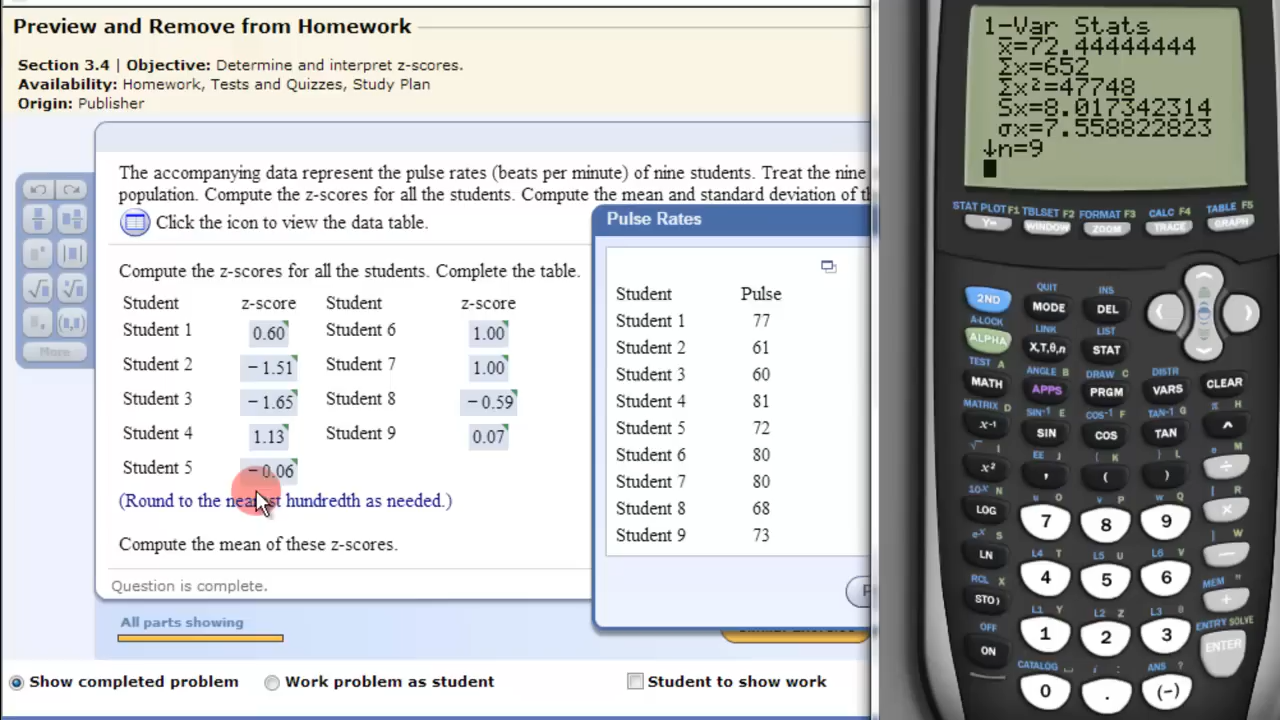 Preview and Remove from Homework
Section 3.4 | Objective: Determine and interpret z-scores.
Availability: Homework, Tests and Quizzes, Study Plan
Origin: Publisher
The accompanying data represent the pulse rates (beats per minute) of nine students. Treat the nine
population. Compute the z-scores for all the students. Compute the mean and standard deviation of th
Click the icon to view the data table.
Compute the z-scores for all the students. Complete the table.
Student z-score Student z-score
Student 1 0.60 Student 6 1.00
Student 2 −1.51 Student 7 1.00
Student 3 −1.65 Student 8 −0.59
Student 4 1.13 Student 9 0.07
Student 5 −0.06
(Round to the nearest hundredth as needed.)
Compute the mean of these z-scores.
Question is complete.
All parts showing
Show completed problem Work problem as student Student to show work
More
Pulse Rates
Student Pulse
Student 1 77
Student 2 61
Student 3 60
Student 4 81
Student 5 72
Student 6 80
Student 7 80
Student 8 68
Student 9 73
1-Var Stats
x̄=72.44444444
Σx=652
Σx²=47748
Sx=8.017342314
σx=7.558822823
↓n=9
STAT PLOT F1 TBLSET F2 FORMAT F3 CALC F4 TABLE F5
Y= WINDOW ZOOM TRACE GRAPH
QUIT INS
2ND MODE DEL
A-LOCK LINK LIST
ALPHA X,T,θ,n STAT
TEST A ANGLE B DRAW C DISTR
MATH APPS PRGM VARS CLEAR
MATRIX D SIN⁻¹ E COS⁻¹ F TAN⁻¹ G π H
x⁻¹ SIN COS TAN ^
√ I EE J { K } L e M
x² , ( ) ÷
10ˣ N u O v P w Q [ R
LOG 7 8 9 ×
eˣ S L4 T L5 U L6 V ] W
LN 4 5 6 −
RCL X L1 Y L2 Z L3 θ MEM "
STO› 1 2 3 +
OFF CATALOG ␣ i : ANS ? ENTRY SOLVE
ON 0 . (-) ENTER